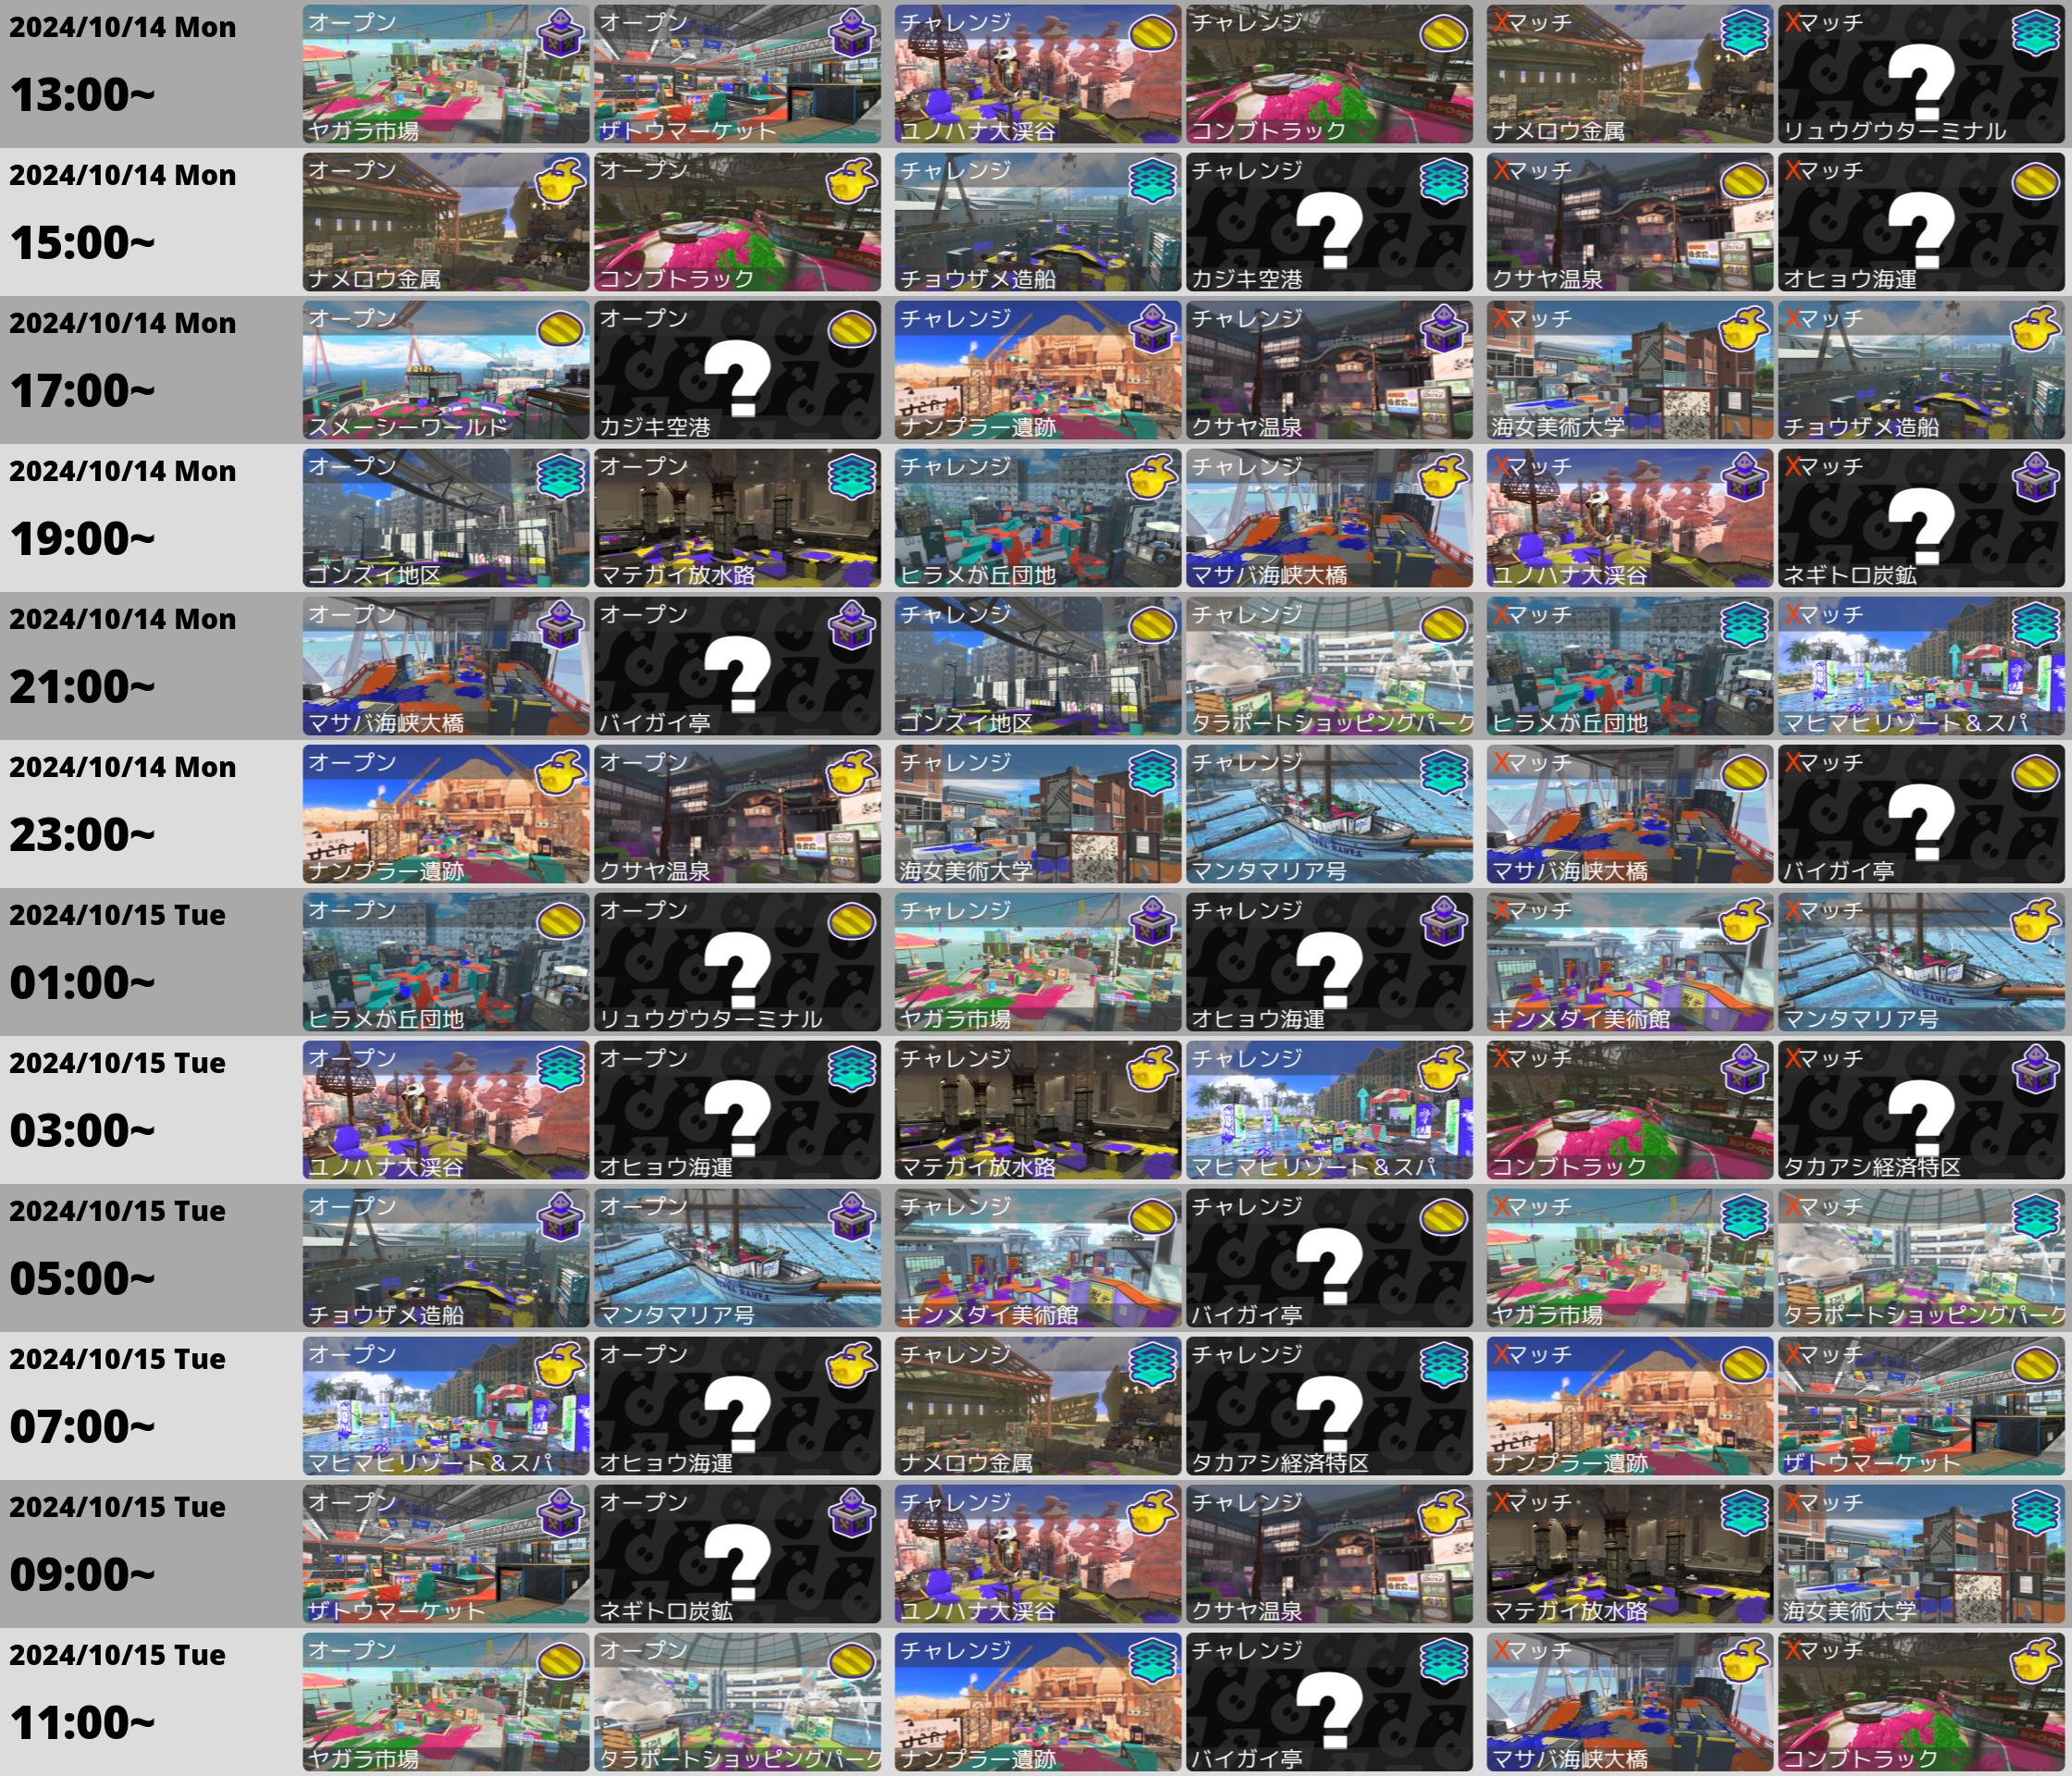 2024/10/14 Mon
13:00~
オープン
ヤガラ市場
オープン
ザトウマーケット
チャレンジ
ユノハナ大渓谷
チャレンジ
コンブトラック
Xマッチ
ナメロウ金属
Xマッチ
リュウグウターミナル
2024/10/14 Mon
15:00~
オープン
ナメロウ金属
オープン
コンブトラック
チャレンジ
チョウザメ造船
チャレンジ
カジキ空港
Xマッチ
クサヤ温泉
Xマッチ
オヒョウ海運
2024/10/14 Mon
17:00~
オープン
スメーシーワールド
オープン
カジキ空港
チャレンジ
ナンプラー遺跡
チャレンジ
クサヤ温泉
Xマッチ
海女美術大学
Xマッチ
チョウザメ造船
2024/10/14 Mon
19:00~
オープン
ゴンズイ地区
オープン
マテガイ放水路
チャレンジ
ヒラメが丘団地
チャレンジ
マサバ海峡大橋
Xマッチ
ユノハナ大渓谷
Xマッチ
ネギトロ炭鉱
2024/10/14 Mon
21:00~
オープン
マサバ海峡大橋
オープン
バイガイ亭
チャレンジ
ゴンズイ地区
チャレンジ
タラポートショッピングパーク
Xマッチ
ヒラメが丘団地
Xマッチ
マヒマヒリゾート＆スパ
2024/10/14 Mon
23:00~
オープン
ナンプラー遺跡
オープン
クサヤ温泉
チャレンジ
海女美術大学
チャレンジ
マンタマリア号
Xマッチ
マサバ海峡大橋
Xマッチ
バイガイ亭
2024/10/15 Tue
01:00~
オープン
ヒラメが丘団地
オープン
リュウグウターミナル
チャレンジ
ヤガラ市場
チャレンジ
オヒョウ海運
Xマッチ
キンメダイ美術館
Xマッチ
マンタマリア号
2024/10/15 Tue
03:00~
オープン
ユノハナ大渓谷
オープン
オヒョウ海運
チャレンジ
マテガイ放水路
チャレンジ
マヒマヒリゾート＆スパ
Xマッチ
コンブトラック
Xマッチ
タカアシ経済特区
2024/10/15 Tue
05:00~
オープン
チョウザメ造船
オープン
マンタマリア号
チャレンジ
キンメダイ美術館
チャレンジ
バイガイ亭
Xマッチ
ヤガラ市場
Xマッチ
タラポートショッピングパーク
2024/10/15 Tue
07:00~
オープン
マヒマヒリゾート＆スパ
オープン
オヒョウ海運
チャレンジ
ナメロウ金属
チャレンジ
タカアシ経済特区
Xマッチ
ナンプラー遺跡
Xマッチ
ザトウマーケット
2024/10/15 Tue
09:00~
オープン
ザトウマーケット
オープン
ネギトロ炭鉱
チャレンジ
ユノハナ大渓谷
チャレンジ
クサヤ温泉
Xマッチ
マテガイ放水路
Xマッチ
海女美術大学
2024/10/15 Tue
11:00~
オープン
ヤガラ市場
オープン
タラポートショッピングパーク
チャレンジ
ナンプラー遺跡
チャレンジ
バイガイ亭
Xマッチ
マサバ海峡大橋
Xマッチ
コンブトラック